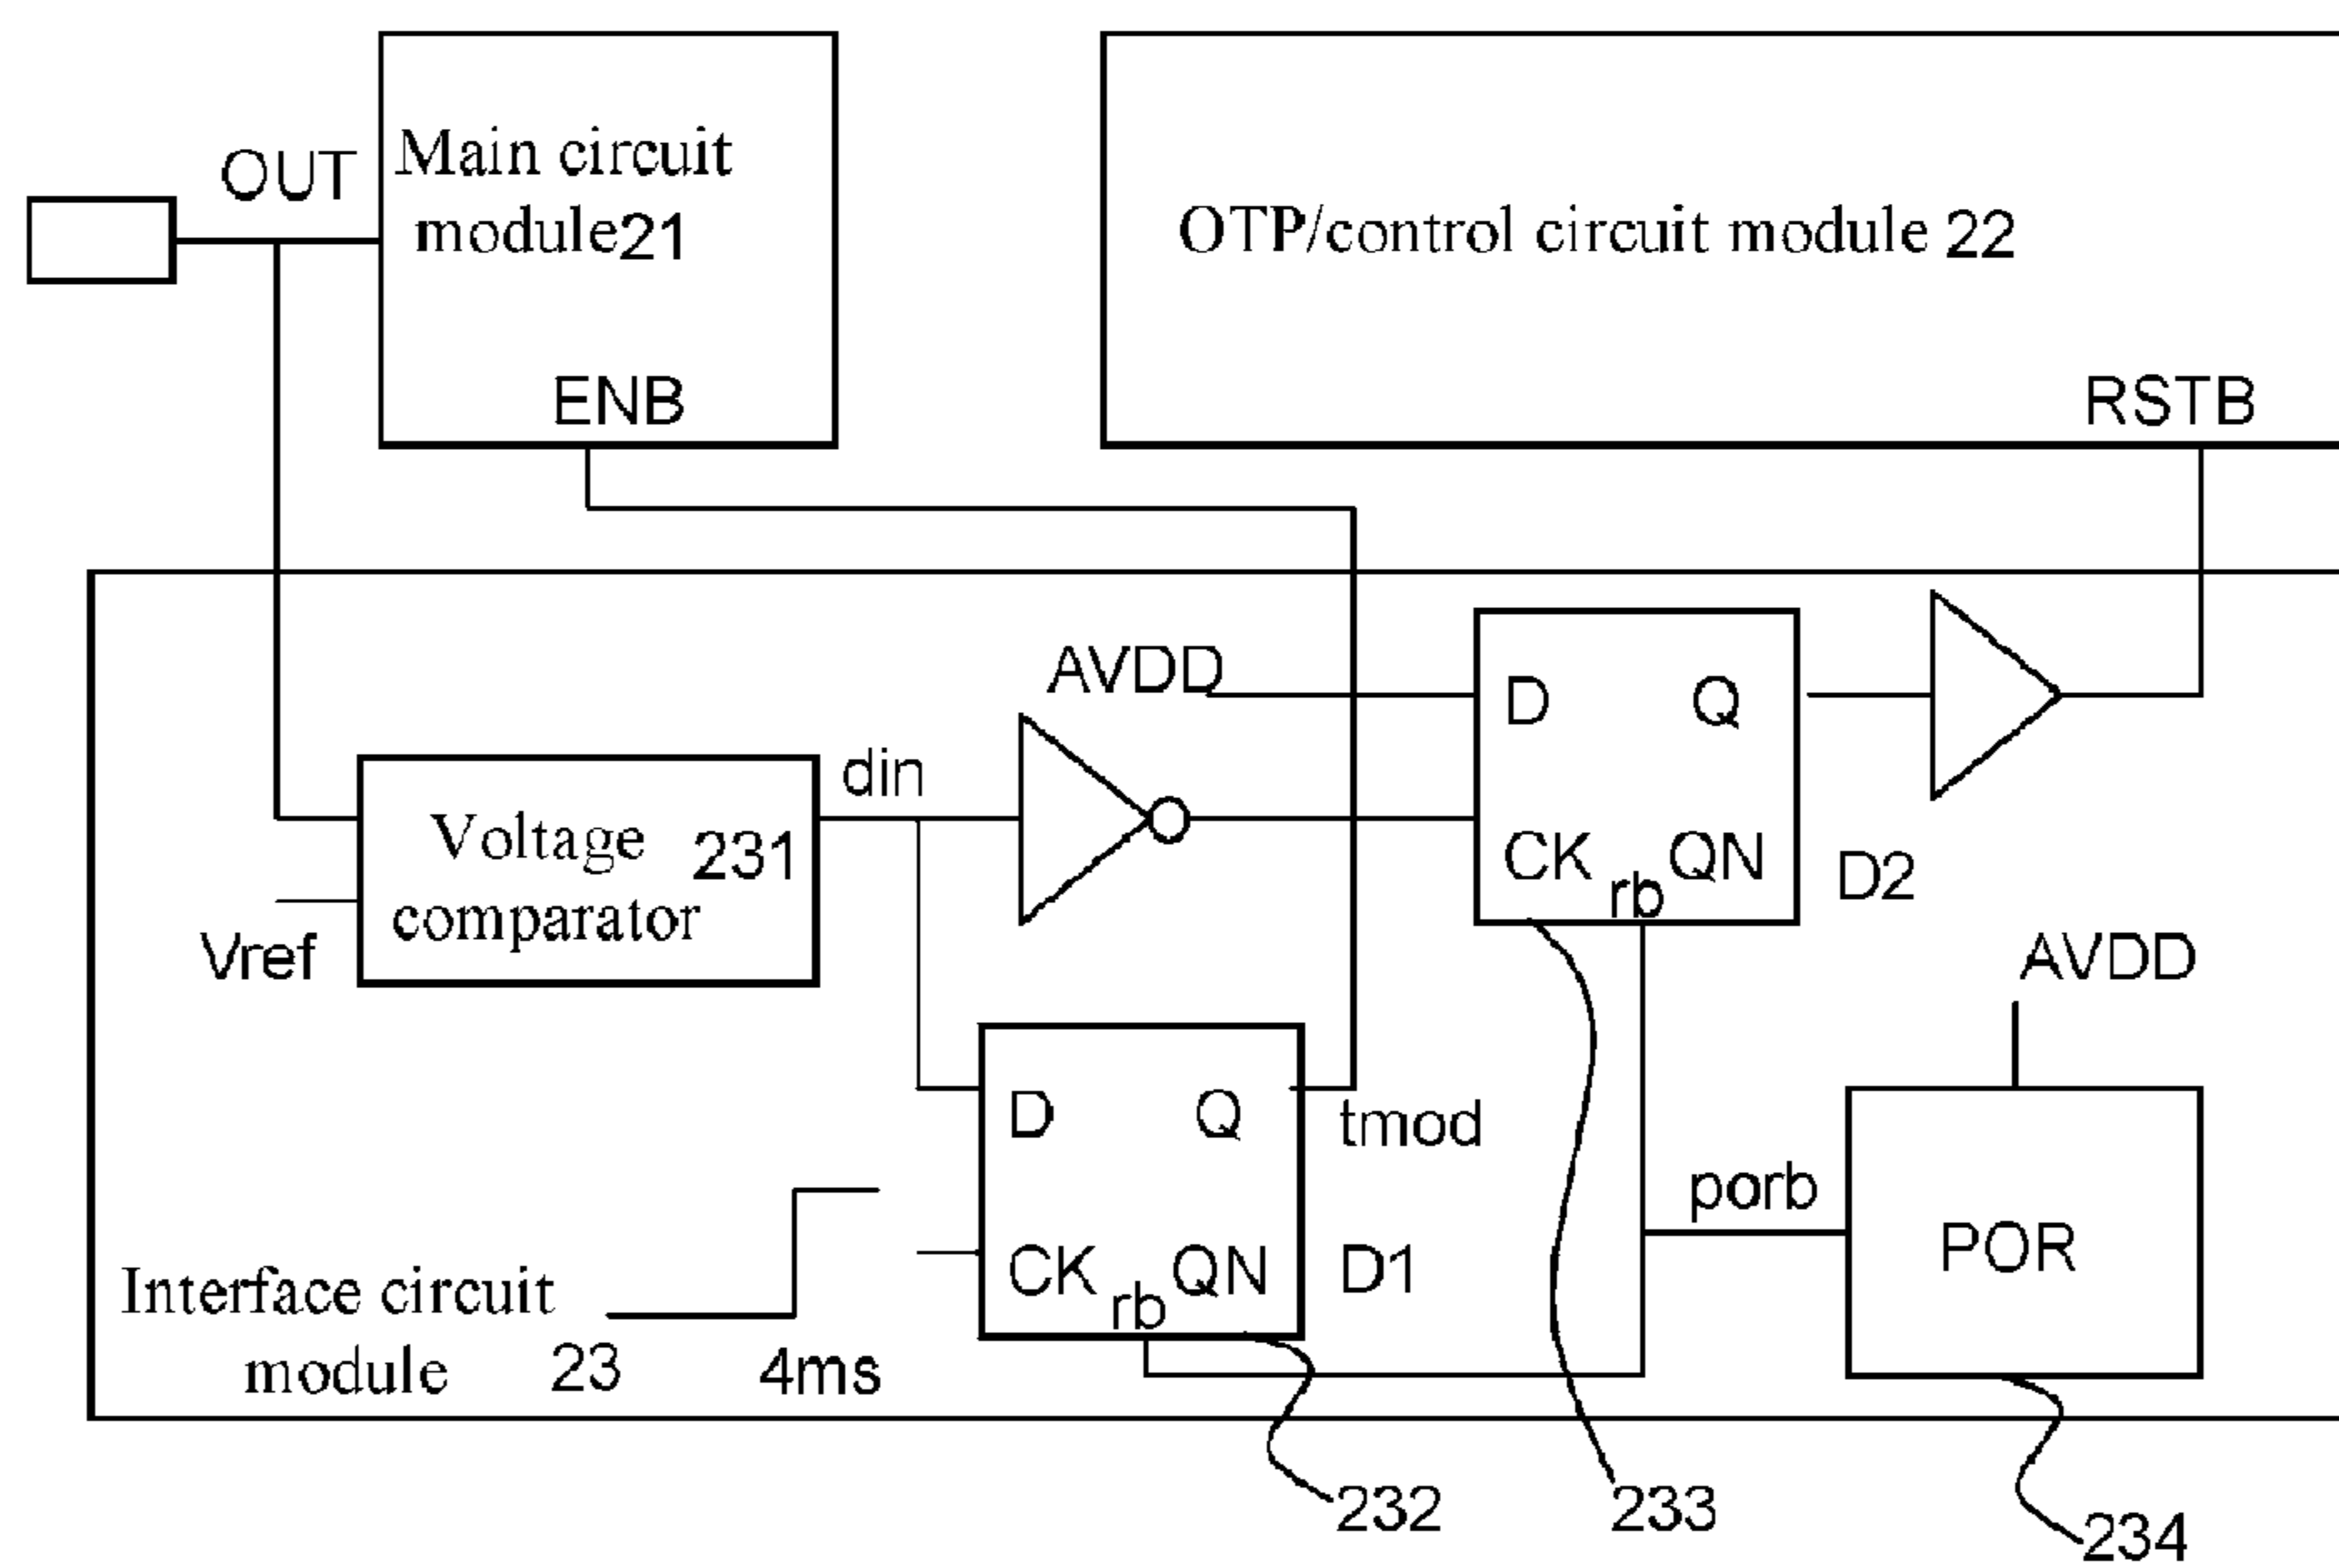 OUT
Main circuit
module21
ENB
OTP/control circuit module 22
RSTB
AVDD
D Q
CK QN
rb
D2
din
Voltage 231
comparator
Vref
AVDD
D Q
tmod
CK QN
rb
D1
porb
POR
Interface circuit
module 23
4ms
232
233
234